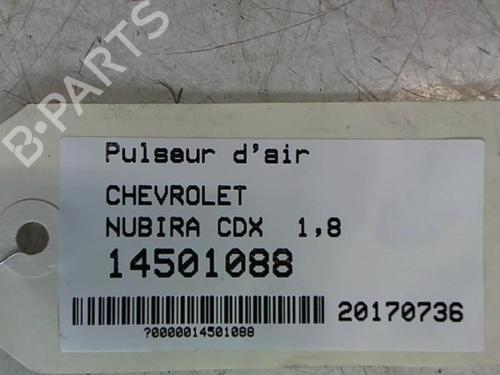 B-PARTS
Pulseur d'air
CHEVROLET
NUBIRA CDX 1,8
14501088
20170736
?0000014501088